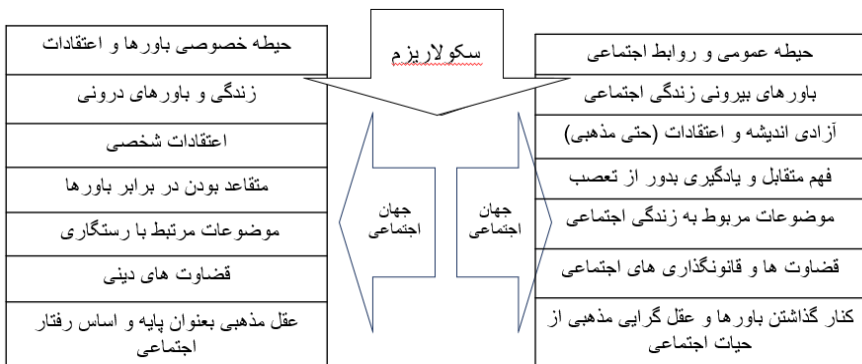 سکولاریزم
حیطه عمومی و روابط اجتماعی
باورهای بیرونی زندگی اجتماعی
آزادی اندیشه و اعتقادات (حتی مذهبی)
فهم متقابل و یادگیری بدور از تعصب
موضوعات مربوط به زندگی اجتماعی
قضاوت ها و قانونگذاری های اجتماعی
کنار گذاشتن باورها و عقل گرایی مذهبی از
حیات اجتماعی
جهان
اجتماعی
جهان
اجتماعی
حیطه خصوصی باورها و اعتقادات
زندگی و باورهای درونی
اعتقادات شخصی
متقاعد بودن در برابر باورها
موضوعات مرتبط با رستگاری
قضاوت های دینی
عقل مذهبی بعنوان پایه و اساس رفتار
اجتماعی